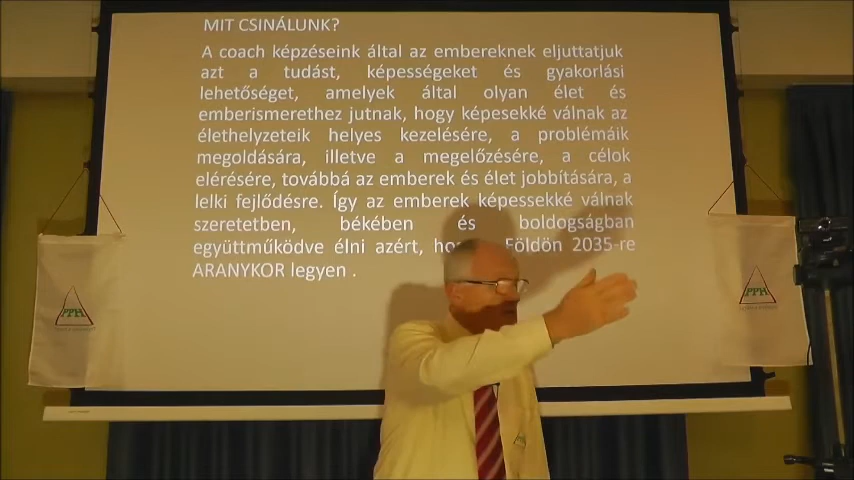 MIT CSINÁLUNK?
A coach képzéseink által az embereknek eljuttatjuk
azt a tudást, képességeket és gyakorlási
lehetőséget, amelyek által olyan élet és
emberismerethez jutnak, hogy képesekké válnak az
élethelyzeteik helyes kezelésére, a problémáik
megoldására, illetve a megelőzésére, a célok
elérésére, továbbá az emberek és élet jobbítására, a
lelki fejlődésre. Így az emberek képesekké válnak
szeretetben, békében és boldogságban
együttműködve élni azért, Földön 2035-re
ARANYKOR legyen .
PPH
PPH